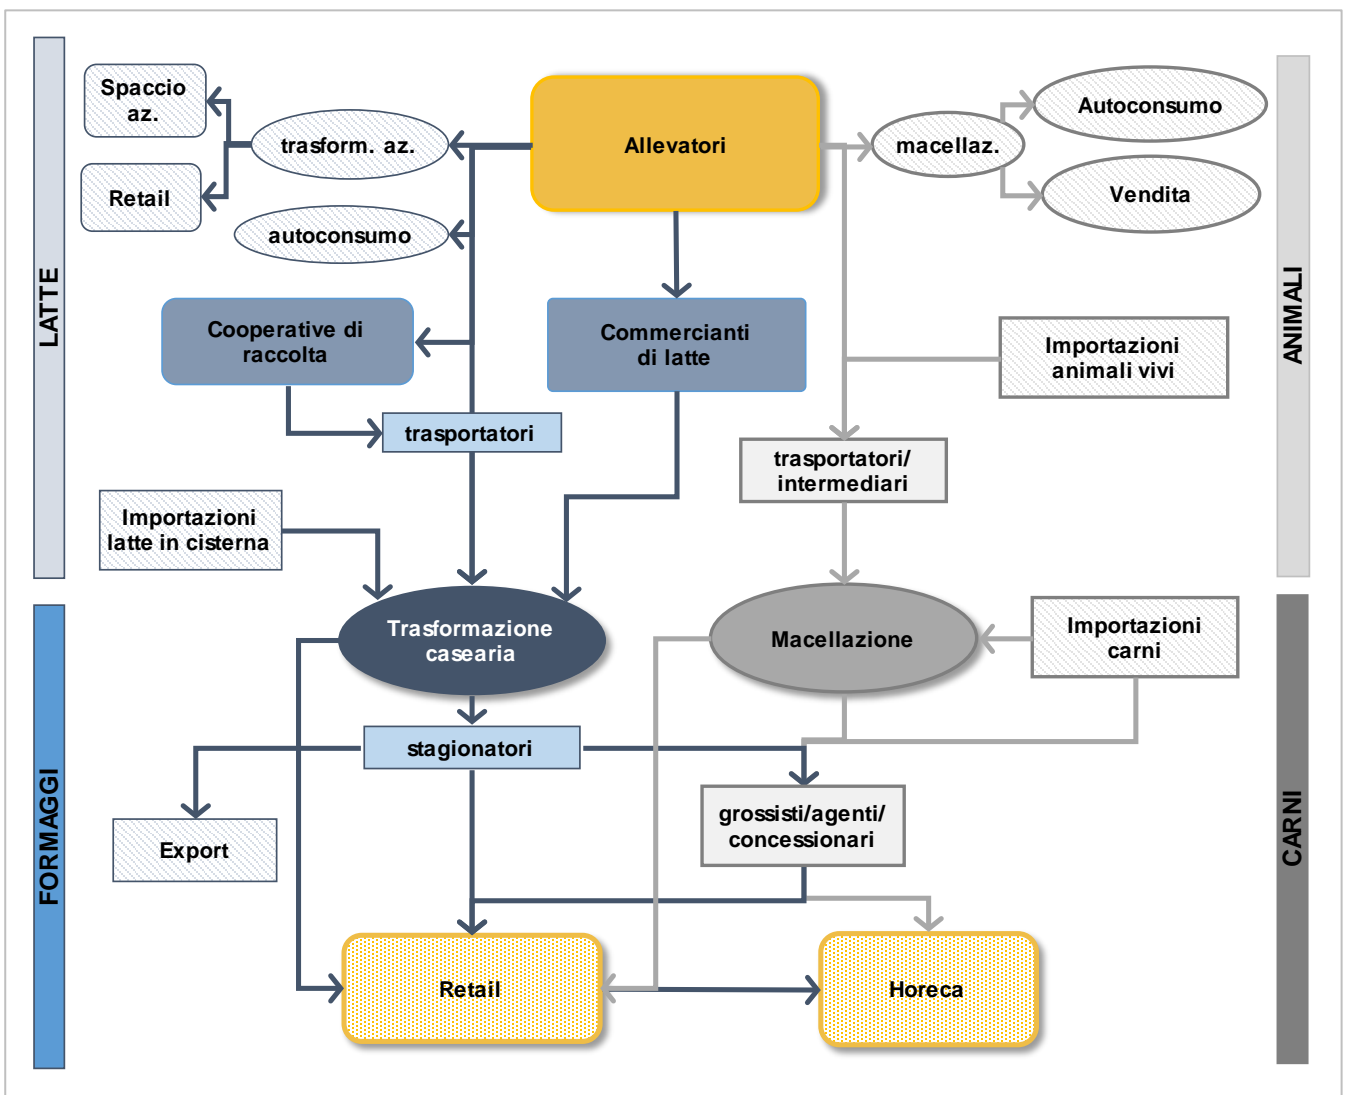 LATTE
Spaccio
az.
trasform. az.
Retail
autoconsumo
Allevatori
macellaz.
Autoconsumo
Vendita
ANIMALI
Cooperative di
raccolta
Commercianti
di latte
Importazioni
animali vivi
trasportatori
trasportatori/
intermediari
Importazioni
latte in cisterna
FORMAGGI
Trasformazione
casearia
Macellazione
Importazioni
carni
CARNI
stagionatori
grossisti/agenti/
concessionari
Export
Retail
Horeca